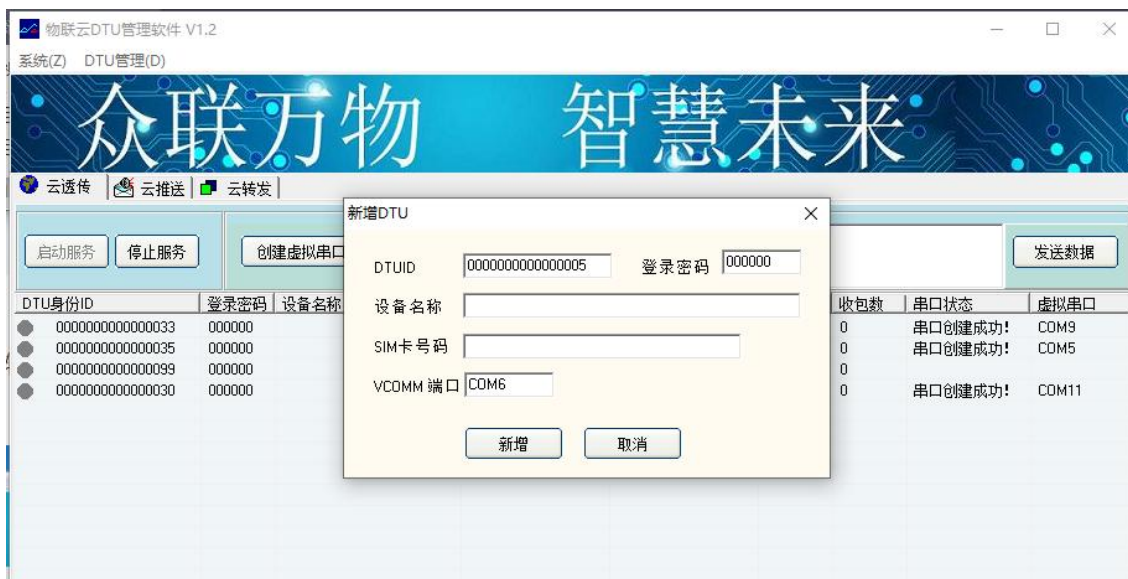 物联云DTU管理软件 V1.2
系统(Z) DTU管理(D)
众联万物 智慧未来
云透传 云推送 云转发
新增DTU
启动服务 停止服务 创建虚拟串口 发送数据
DTUID 0000000000000005 登录密码 000000
设备名称
SIM卡号码
VCOMM 端口 COM6
新增 取消
DTU身份ID 登录密码 设备名称 收包数 串口状态 虚拟串口
0000000000000033 000000 0 串口创建成功! COM9
0000000000000035 000000 0 串口创建成功! COM5
0000000000000099 000000 0
0000000000000030 000000 0 串口创建成功! COM11